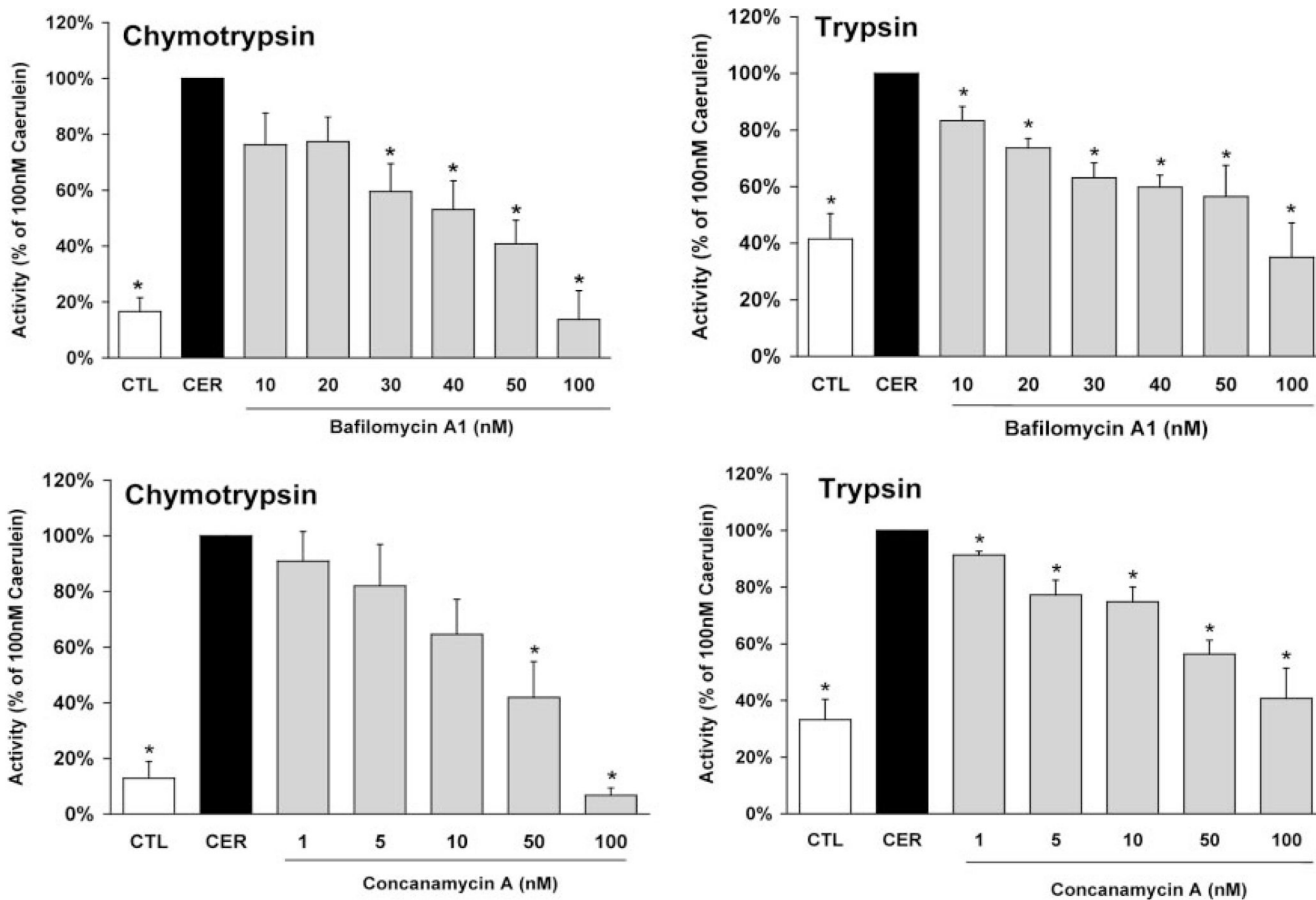 Chymotrypsin
Activity (% of 100nM Caerulein)
120%
100%
80%
60%
40%
20%
0%
* * * * *
CTL CER 10 20 30 40 50 100
Bafilomycin A1 (nM)
Trypsin
Activity (% of 100nM Caerulein)
120%
100%
80%
60%
40%
20%
0%
* * * * * * *
CTL CER 10 20 30 40 50 100
Bafilomycin A1 (nM)
Chymotrypsin
Activity (% of 100nM Caerulein)
120%
100%
80%
60%
40%
20%
0%
* * *
CTL CER 1 5 10 50 100
Concanamycin A (nM)
Trypsin
Activity (% of 100nM Caerulein)
120%
100%
80%
60%
40%
20%
0%
* * * * * *
CTL CER 1 5 10 50 100
Concanamycin A (nM)